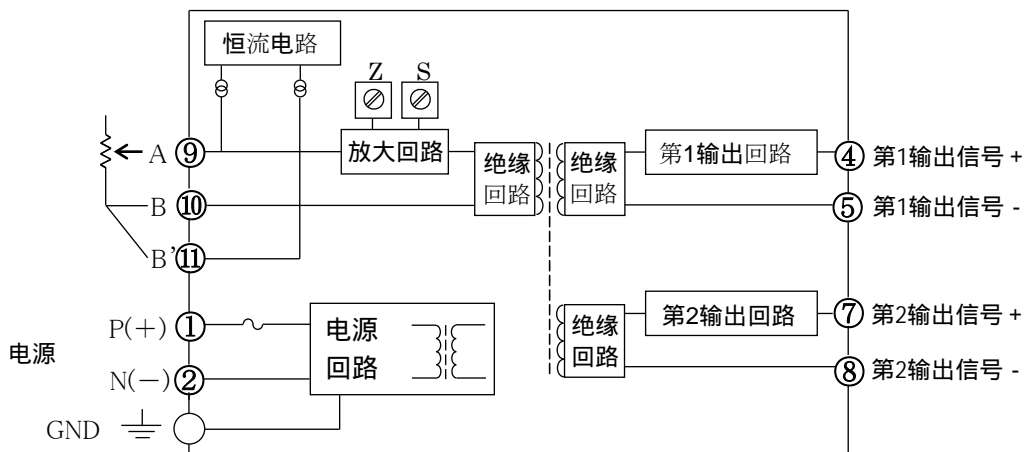 恒流电路
Z S
A ⑨ 放大回路
绝缘
回路
绝缘
回路
第1输出回路
④ 第1输出信号 +
B ⑩
⑤ 第1输出信号 -
B’ ⑪
P(+) ①
电源
N(−) ②
GND
电源
回路
绝缘
回路
第2输出回路
⑦ 第2输出信号 +
⑧ 第2输出信号 -